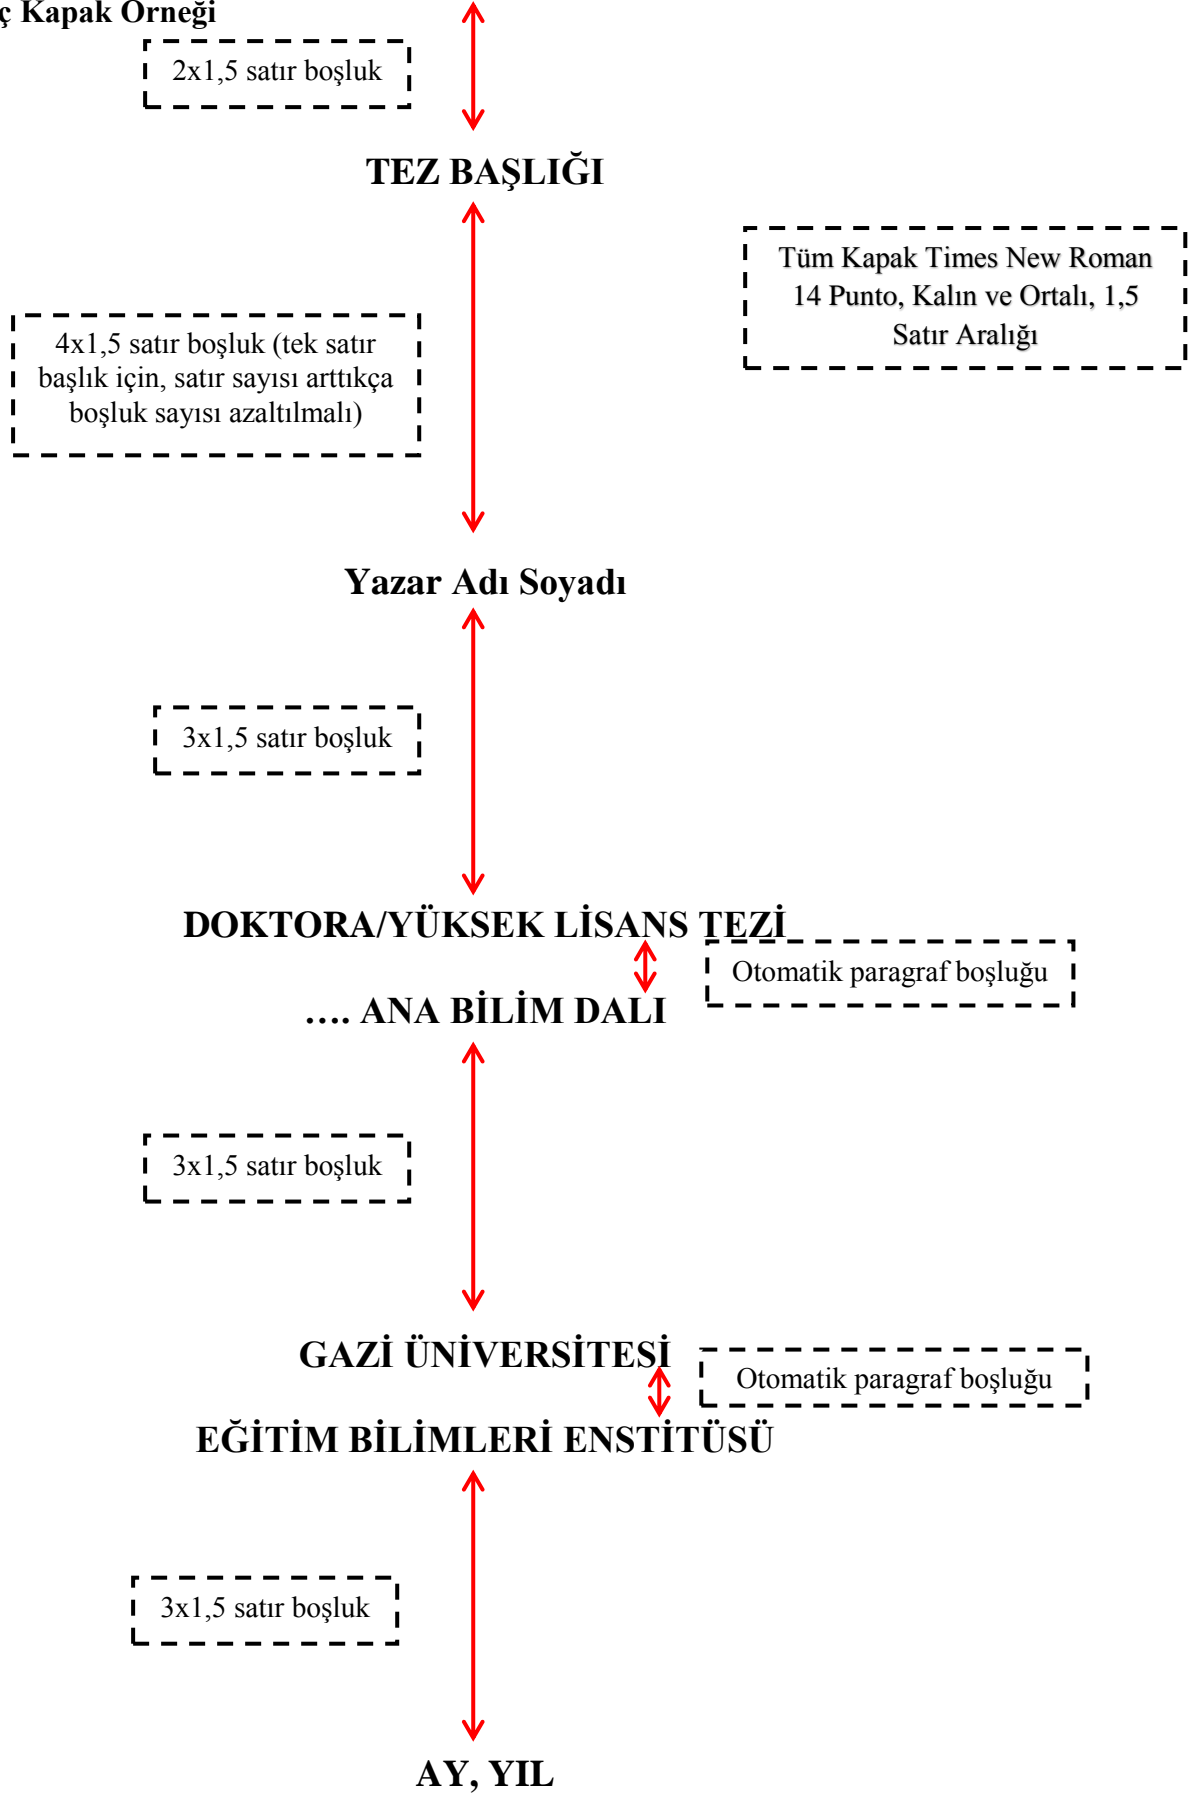 ç Kapak Örneği
2x1,5 satır boşluk
TEZ BAŞLIĞI
Tüm Kapak Times New Roman
14 Punto, Kalın ve Ortalı, 1,5
Satır Aralığı
4x1,5 satır boşluk (tek satır
başlık için, satır sayısı arttıkça
boşluk sayısı azaltılmalı)
Yazar Adı Soyadı
3x1,5 satır boşluk
DOKTORA/YÜKSEK LİSANS TEZİ
Otomatik paragraf boşluğu
…. ANA BİLİM DALI
3x1,5 satır boşluk
GAZİ ÜNİVERSİTESİ
Otomatik paragraf boşluğu
EĞİTİM BİLİMLERİ ENSTİTÜSÜ
3x1,5 satır boşluk
AY, YIL